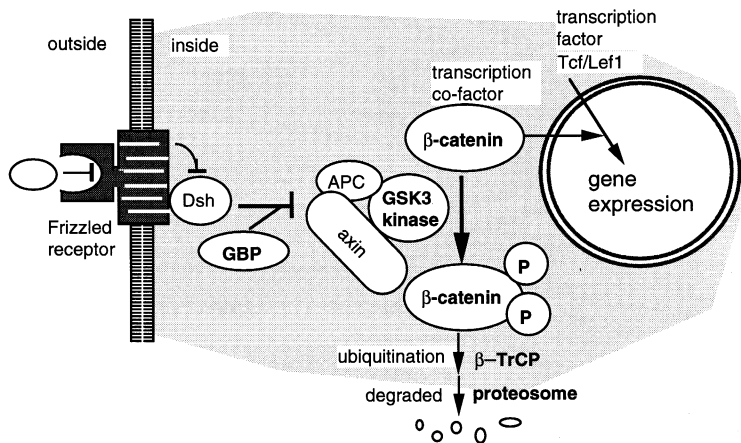 transcription
factor
Tcf/Lef1
outside
inside
transcription
co-factor
β-catenin
gene
expression
APC
GSK3
kinase
axin
Dsh
GBP
Frizzled
receptor
β-catenin
P
P
ubiquitination
β–TrCP
degraded
proteosome